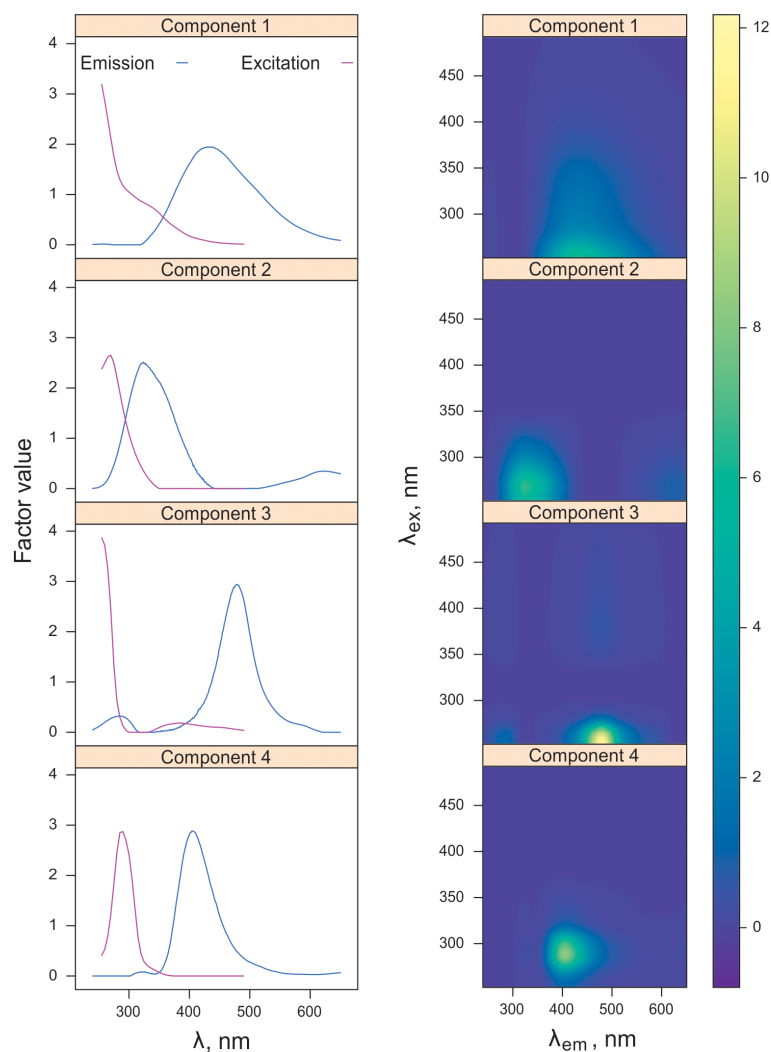 Component 1
Emission Excitation
4
3
2
1
0
Component 2
4
3
2
1
0
Component 3
4
3
2
1
0
Component 4
4
3
2
1
0
300 400 500 600
λ, nm
Factor value
Component 1
450
400
350
300
Component 2
450
400
350
300
Component 3
450
400
350
300
Component 4
450
400
350
300
300 400 500 600
λem , nm
λex, nm
12
10
8
6
4
2
0